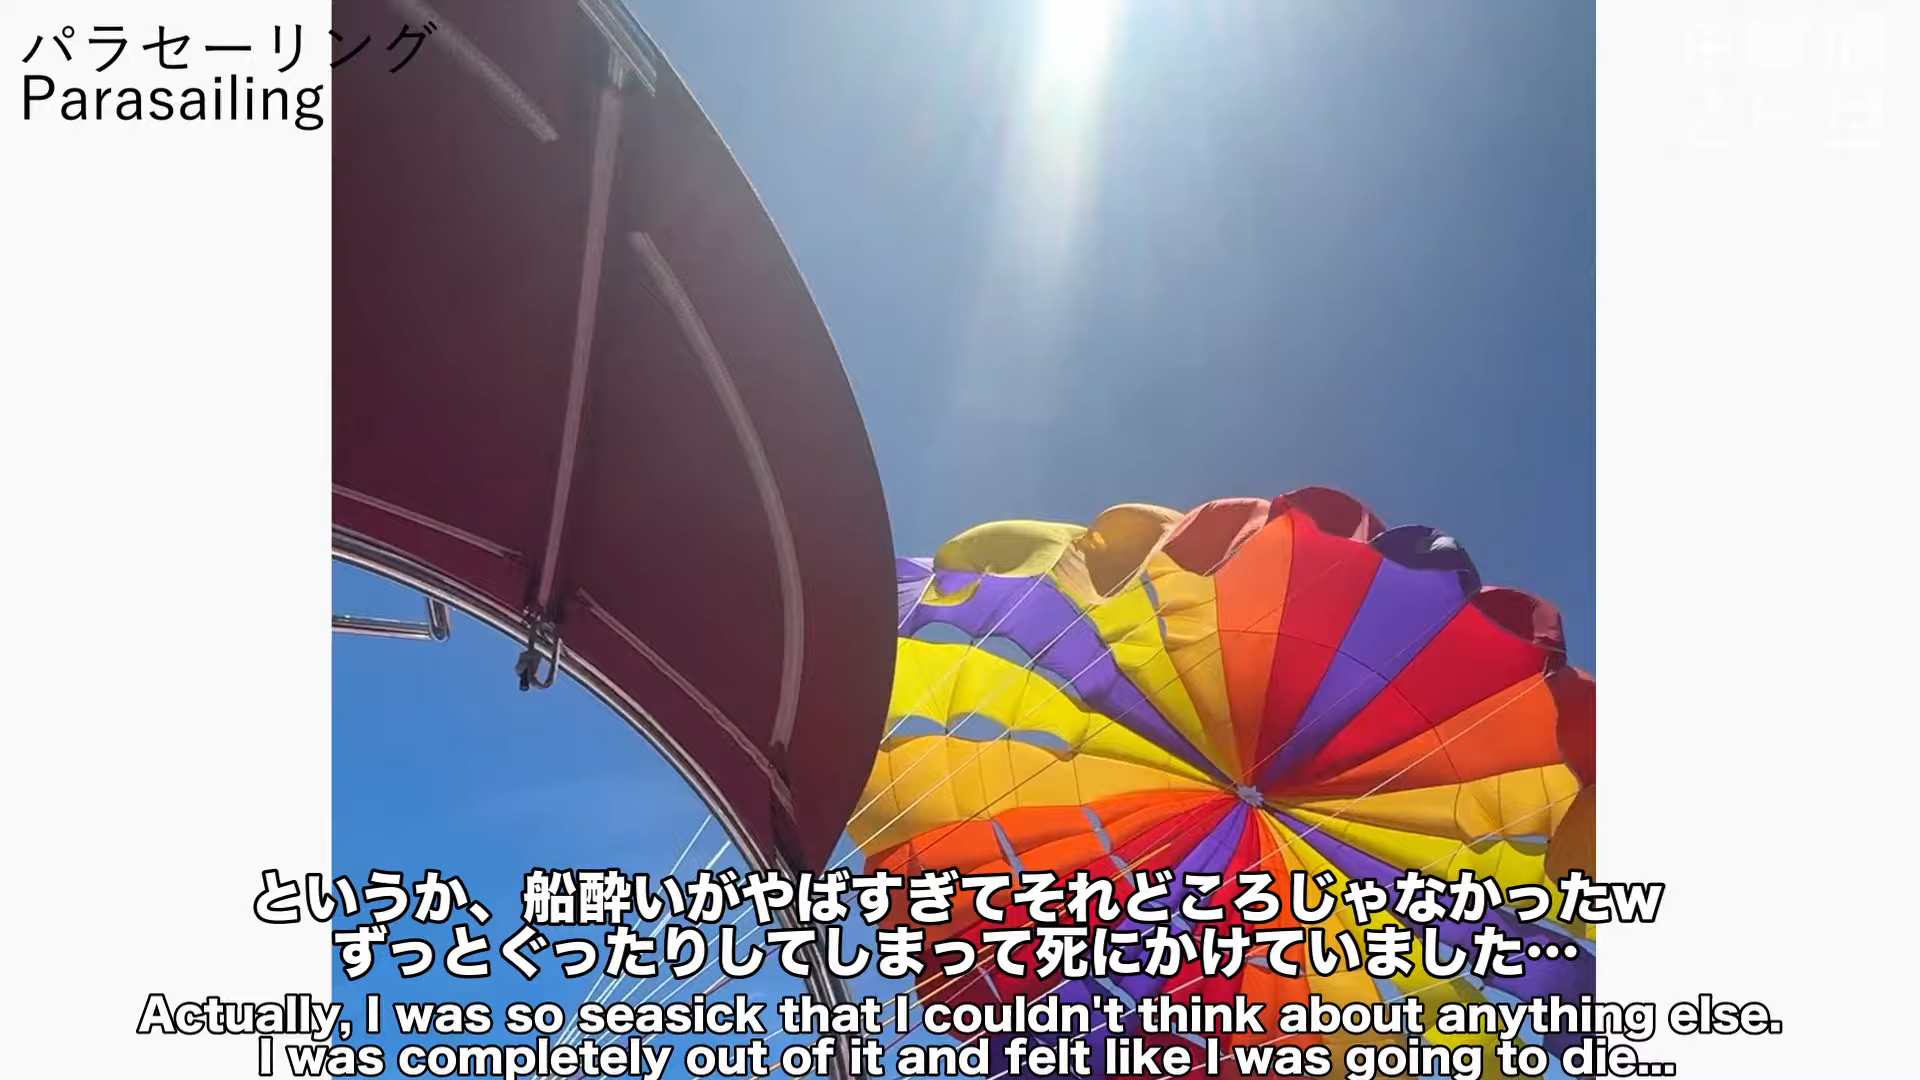 パラセーリング
Parasailing
というか、船酔いがやばすぎてそれどころじゃなかったw
ずっとぐったりしてしまって死にかけていました…
Actually, I was so seasick that I couldn't think about anything else.
I was completely out of it and felt like I was going to die...